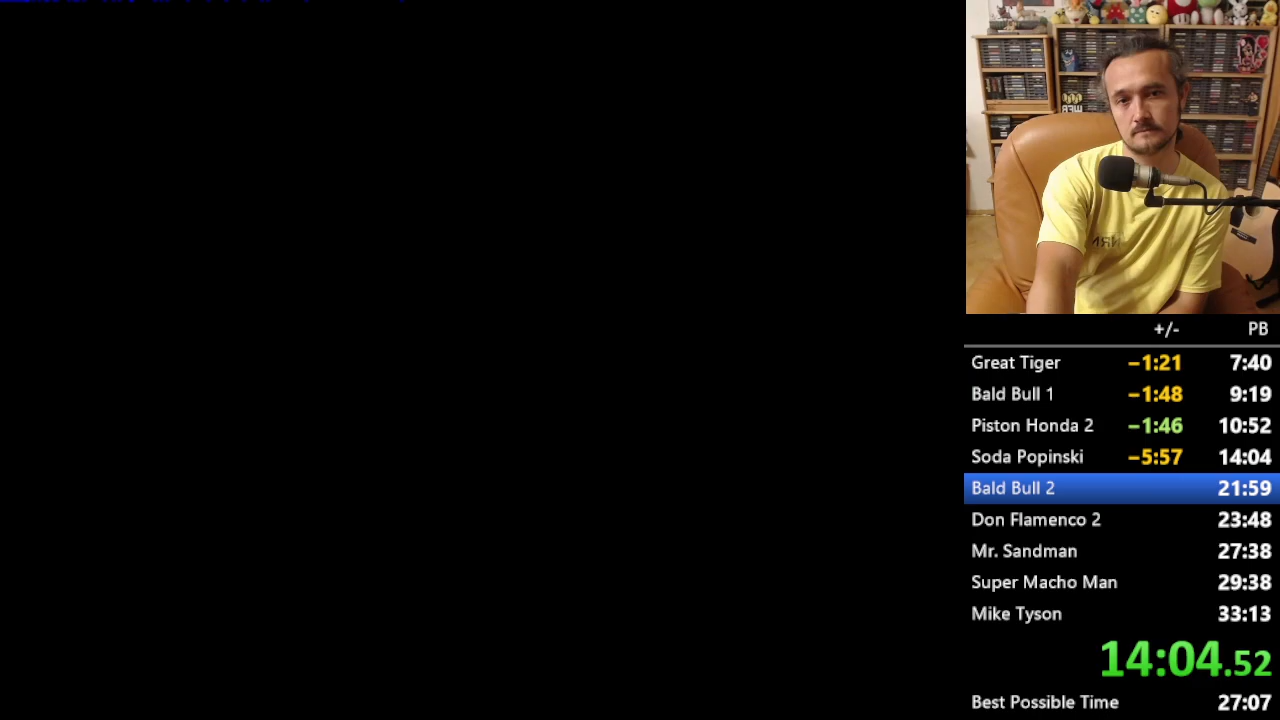 +/- PB
Great Tiger −1:21 7:40
Bald Bull 1 −1:48 9:19
Piston Honda 2 −1:46 10:52
Soda Popinski −5:57 14:04
Bald Bull 2 21:59
Don Flamenco 2 23:48
Mr. Sandman 27:38
Super Macho Man 29:38
Mike Tyson 33:13
14:04.52
Best Possible Time 27:07